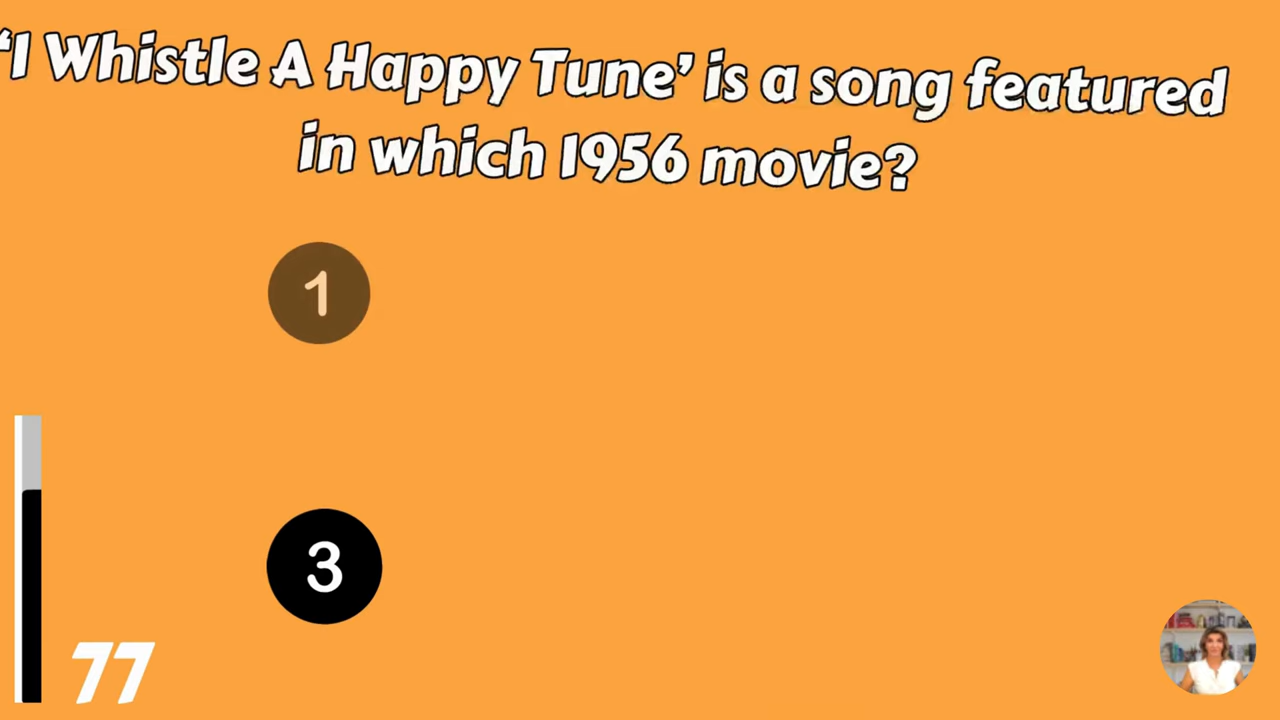 ‘I Whistle A Happy Tune’ is a song featured
in which 1956 movie?
1
3
77